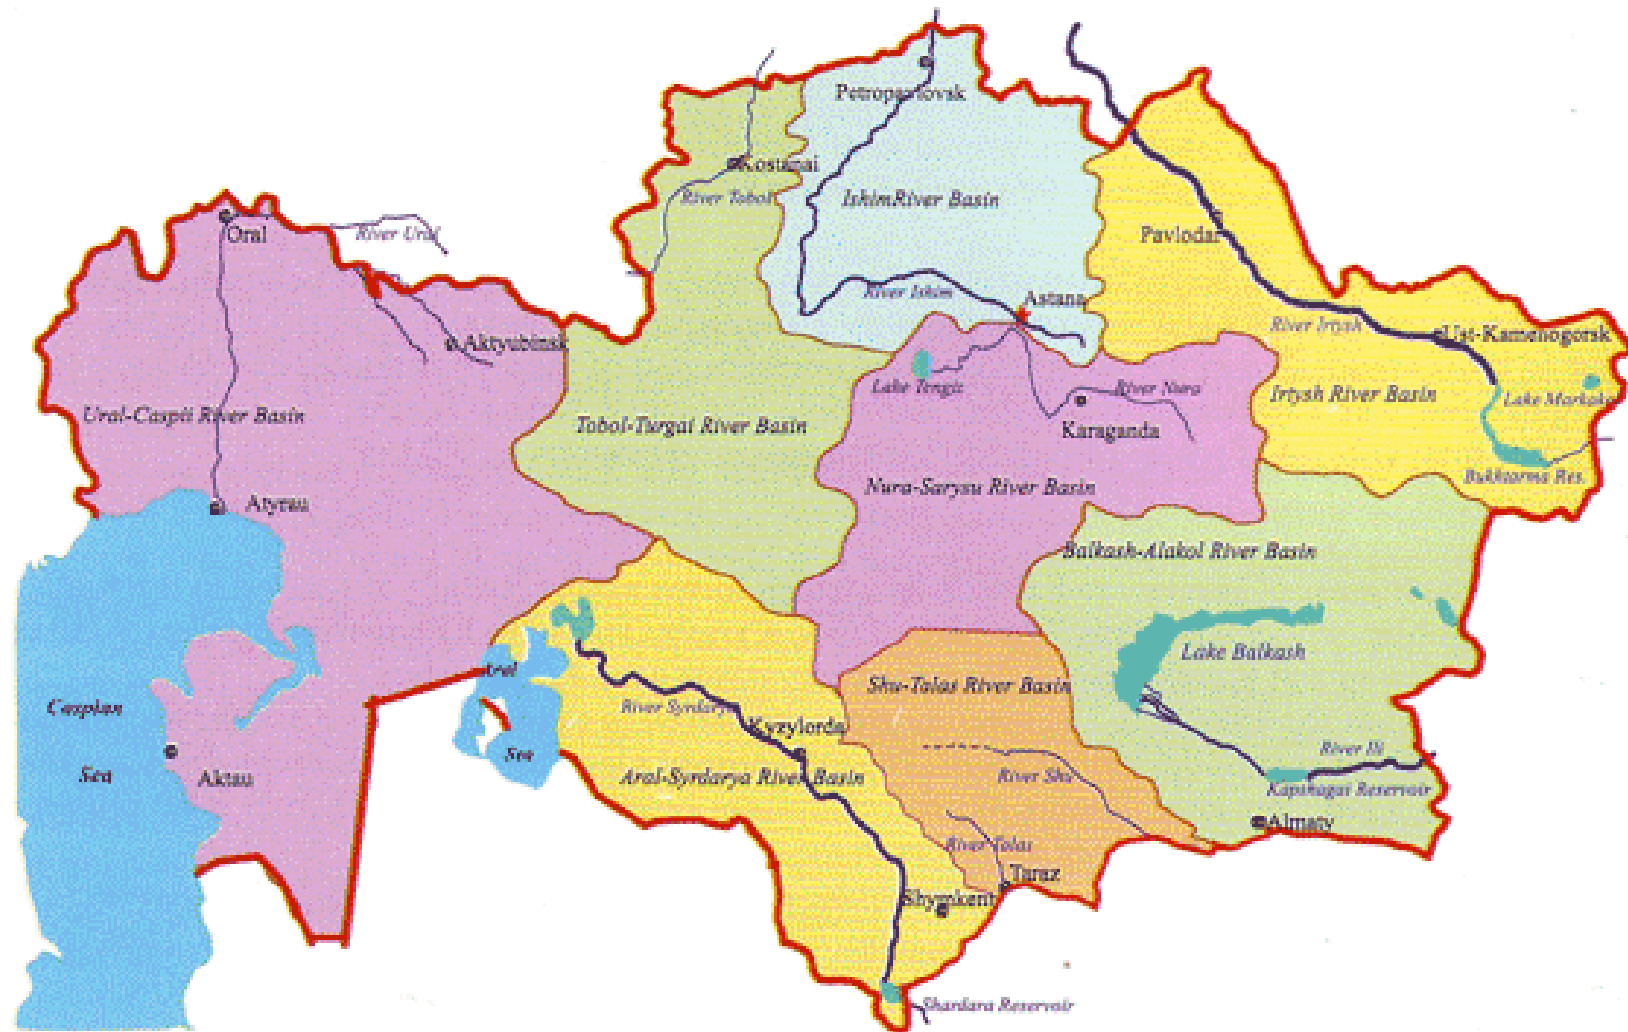 Petropavlovsk
Kostanai
River Tobol
IshimRiver Basin
Oral
River Ural
Pavlodar
River Ishim
Astana
River Irtysh
Ust-Kamenogorsk
Aktyubinsk
Lake Tengiz
River Nura
Irtysh River Basin
Lake Markako
Ural-Caspii River Basin
Tobol-Turgai River Basin
Karaganda
Bukhtarma Res.
Nura-Sarysu River Basin
Atyrau
Balkash-Alakol River Basin
Lake Balkash
Aral
Shu-Talas River Basin
Caspian
River Syrdarya
Kyzylorda
Sea
River Ili
Sea
Aktau
Aral-Syrdarya River Basin
River Shu
Kapshagai Reservoir
Almaty
River Talas
Taraz
Shymkent
Shardara Reservoir